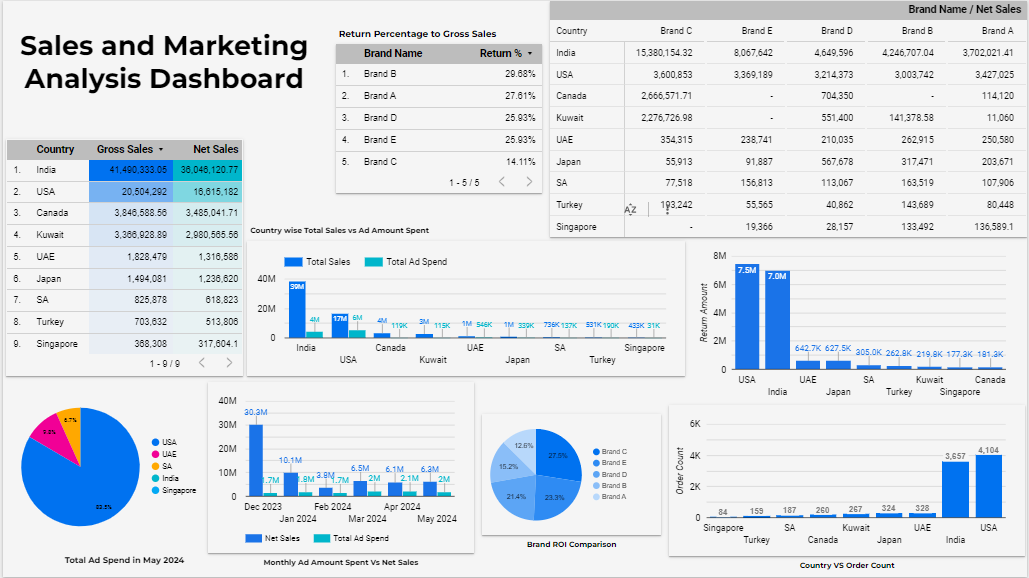 Sales and Marketing
Analysis Dashboard
Return Percentage to Gross Sales
Brand Name Return %
1. Brand B 29.68%
2. Brand A 27.61%
3. Brand D 25.93%
4. Brand E 25.93%
5. Brand C 14.11%
1 - 5 / 5
Brand Name / Net Sales
Country Brand C Brand E Brand D Brand B Brand A
India 15,380,154.32 8,067,642 4,649,596 4,246,707.04 3,702,021.41
USA 3,600,853 3,369,189 3,214,373 3,003,742 3,427,025
Canada 2,666,571.71 - 704,350 - 114,120
Kuwait 2,276,726.98 - 551,400 141,378.58 11,060
UAE 354,315 238,741 210,035 262,915 250,580
Japan 55,913 91,887 567,678 317,471 203,671
SA 77,518 156,813 113,067 163,519 107,906
Turkey 193,242 55,565 40,862 143,689 80,448
Singapore - 19,366 28,157 133,492 136,589.1
Country Gross Sales Net Sales
1. India 41,490,333.05 36,046,120.77
2. USA 20,504,292 16,615,182
3. Canada 3,846,588.56 3,485,041.71
4. Kuwait 3,366,928.89 2,980,565.56
5. UAE 1,828,479 1,316,586
6. Japan 1,494,081 1,236,620
7. SA 825,878 618,823
8. Turkey 703,632 513,806
9. Singapore 368,308 317,604.1
1 - 9 / 9
Country wise Total Sales vs Ad Amount Spent
Total Sales Total Ad Spend
40M
20M
0
39M 4M 17M 6M 4M 119K 3M 115K 1M 546K 1M 339K 736K 137K 531K 190K 433K 31K
India Canada UAE SA Singapore
USA Kuwait Japan Turkey
Return Amount
8M
6M
4M
2M
0
7.5M 7.0M 642.7K 627.5K 305.0K 262.8K 219.8K 177.3K 181.3K
USA UAE SA Kuwait Canada
India Japan Turkey Singapore
6.7%
USA
UAE
SA
India
Singapore
Total Ad Spend in May 2024
40M
30M
20M
10M
0
30.3M 1.7M 10.1M 1.8M 3.8M 1.7M 6.5M 2M 6.1M 2.1M 6.3M 2M
Dec 2023 Feb 2024 Apr 2024
Jan 2024 Mar 2024 May 2024
Net Sales Total Ad Spend
Monthly Ad Amount Spent Vs Net Sales
12.6%
15.2%
21.4%
23.3%
Brand C
Brand E
Brand D
Brand B
Brand A
Brand ROI Comparison
Order Count
6K
4K
2K
0
84 159 187 260 267 324 328 3,657 4,104
Singapore SA Kuwait UAE USA
Turkey Canada Japan India
Country VS Order Count